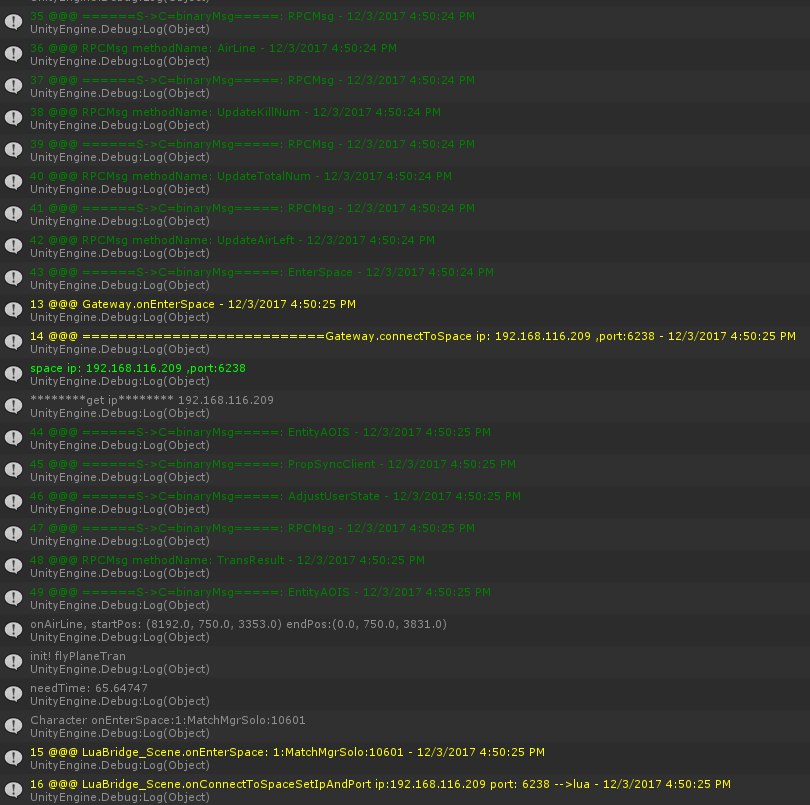 35 @@@ ======S->C=binaryMsg=====: RPCMsg - 12/3/2017 4:50:24 PM
UnityEngine.Debug:Log(Object)
36 @@@ RPCMsg methodName: AirLine - 12/3/2017 4:50:24 PM
UnityEngine.Debug:Log(Object)
37 @@@ ======S->C=binaryMsg=====: RPCMsg - 12/3/2017 4:50:24 PM
UnityEngine.Debug:Log(Object)
38 @@@ RPCMsg methodName: UpdateKillNum - 12/3/2017 4:50:24 PM
UnityEngine.Debug:Log(Object)
39 @@@ ======S->C=binaryMsg=====: RPCMsg - 12/3/2017 4:50:24 PM
UnityEngine.Debug:Log(Object)
40 @@@ RPCMsg methodName: UpdateTotalNum - 12/3/2017 4:50:24 PM
UnityEngine.Debug:Log(Object)
41 @@@ ======S->C=binaryMsg=====: RPCMsg - 12/3/2017 4:50:24 PM
UnityEngine.Debug:Log(Object)
42 @@@ RPCMsg methodName: UpdateAirLeft - 12/3/2017 4:50:24 PM
UnityEngine.Debug:Log(Object)
43 @@@ ======S->C=binaryMsg=====: EnterSpace - 12/3/2017 4:50:24 PM
UnityEngine.Debug:Log(Object)
13 @@@ Gateway.onEnterSpace - 12/3/2017 4:50:25 PM
UnityEngine.Debug:Log(Object)
14 @@@ ===========================Gateway.connectToSpace ip: 192.168.116.209 ,port:6238 - 12/3/2017 4:50:25 PM
UnityEngine.Debug:Log(Object)
space ip: 192.168.116.209 ,port:6238
UnityEngine.Debug:Log(Object)
********get ip******** 192.168.116.209
UnityEngine.Debug:Log(Object)
44 @@@ ======S->C=binaryMsg=====: EntityAOIS - 12/3/2017 4:50:25 PM
UnityEngine.Debug:Log(Object)
45 @@@ ======S->C=binaryMsg=====: PropSyncClient - 12/3/2017 4:50:25 PM
UnityEngine.Debug:Log(Object)
46 @@@ ======S->C=binaryMsg=====: AdjustUserState - 12/3/2017 4:50:25 PM
UnityEngine.Debug:Log(Object)
47 @@@ ======S->C=binaryMsg=====: RPCMsg - 12/3/2017 4:50:25 PM
UnityEngine.Debug:Log(Object)
48 @@@ RPCMsg methodName: TransResult - 12/3/2017 4:50:25 PM
UnityEngine.Debug:Log(Object)
49 @@@ ======S->C=binaryMsg=====: EntityAOIS - 12/3/2017 4:50:25 PM
UnityEngine.Debug:Log(Object)
onAirLine, startPos: (8192.0, 750.0, 3353.0) endPos:(0.0, 750.0, 3831.0)
UnityEngine.Debug:Log(Object)
init! flyPlaneTran
UnityEngine.Debug:Log(Object)
needTime: 65.64747
UnityEngine.Debug:Log(Object)
Character onEnterSpace:1:MatchMgrSolo:10601
UnityEngine.Debug:Log(Object)
15 @@@ LuaBridge_Scene.onEnterSpace: 1:MatchMgrSolo:10601 - 12/3/2017 4:50:25 PM
UnityEngine.Debug:Log(Object)
16 @@@ LuaBridge_Scene.onConnectToSpaceSetIpAndPort ip:192.168.116.209 port: 6238 -->lua - 12/3/2017 4:50:25 PM
UnityEngine.Debug:Log(Object)